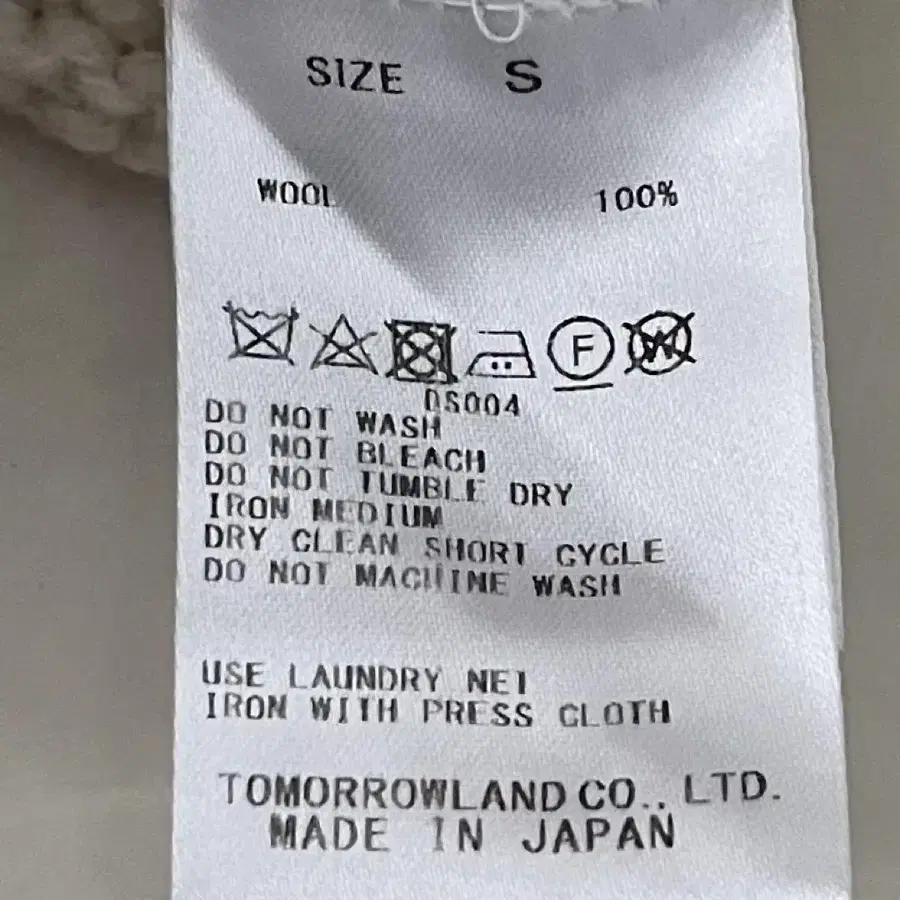 SIZE S
WOOL 100%
F W
DS004
DO NOT WASH
DO NOT BLEACH
DO NOT TUMBLE DRY
IRON MEDIUM
DRY CLEAN SHORT CYCLE
DO NOT MACHINE WASH
USE LAUNDRY NET
IRON WITH PRESS CLOTH
TOMORROWLAND CO., LTD.
MADE IN JAPAN